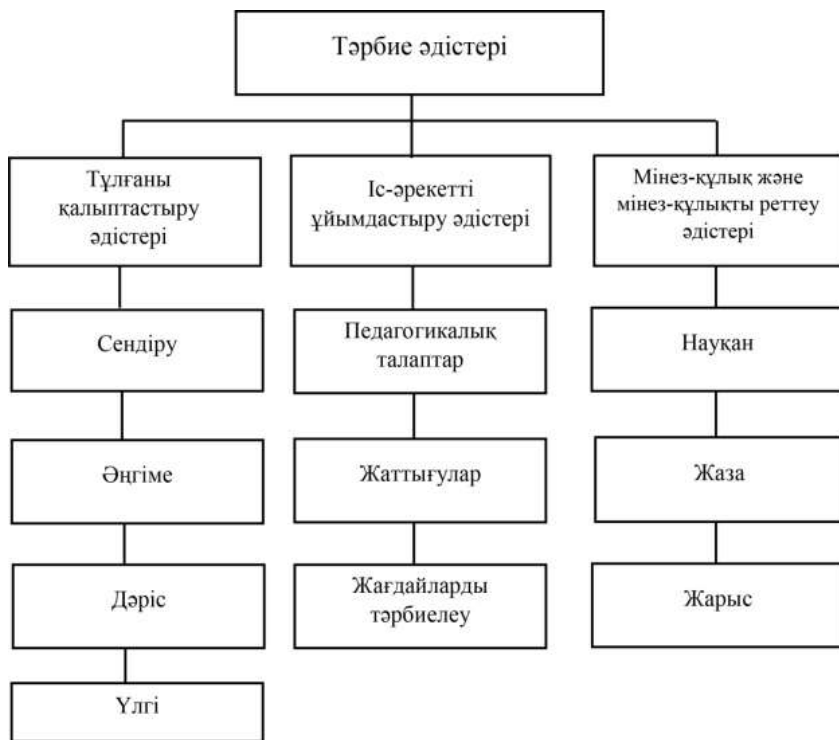 Тәрбие әдістері
Тұлғаны
қалыптастыру
әдістері
Іс-әрекетті
ұйымдастыру әдістері
Мінез-құлық және
мінез-құлықты реттеу
әдістері
Сендіру
Педагогикалық
талаптар
Науқан
Әңгіме
Жаттығулар
Жаза
Дәріс
Жағдайларды
тәрбиелеу
Жарыс
Үлгі